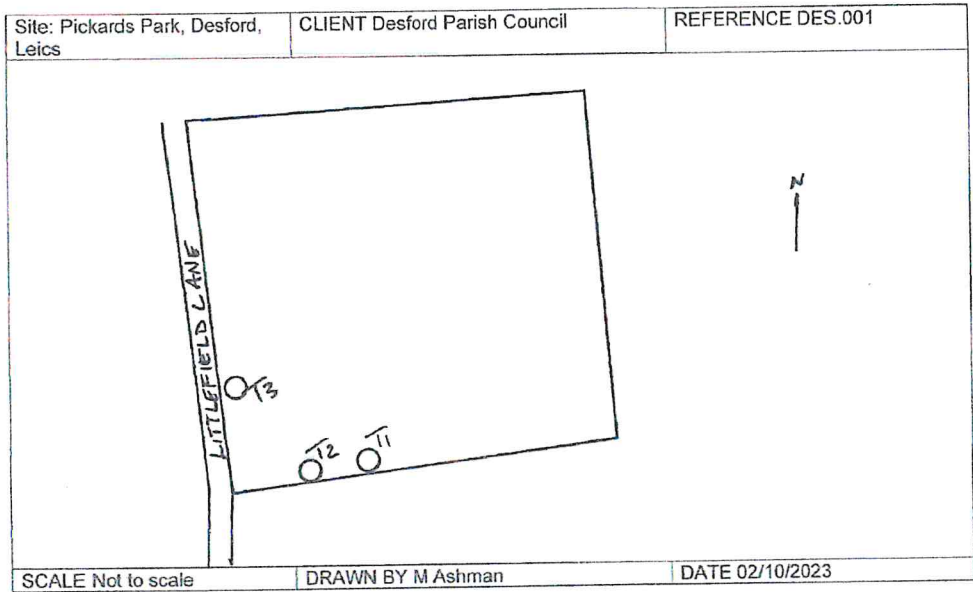 Site: Pickards Park, Desford,
Leics
CLIENT Desford Parish Council
REFERENCE DES.001
N
LITTLEFIELD LANE
T3
T2
T1
SCALE Not to scale
DRAWN BY M Ashman
DATE 02/10/2023